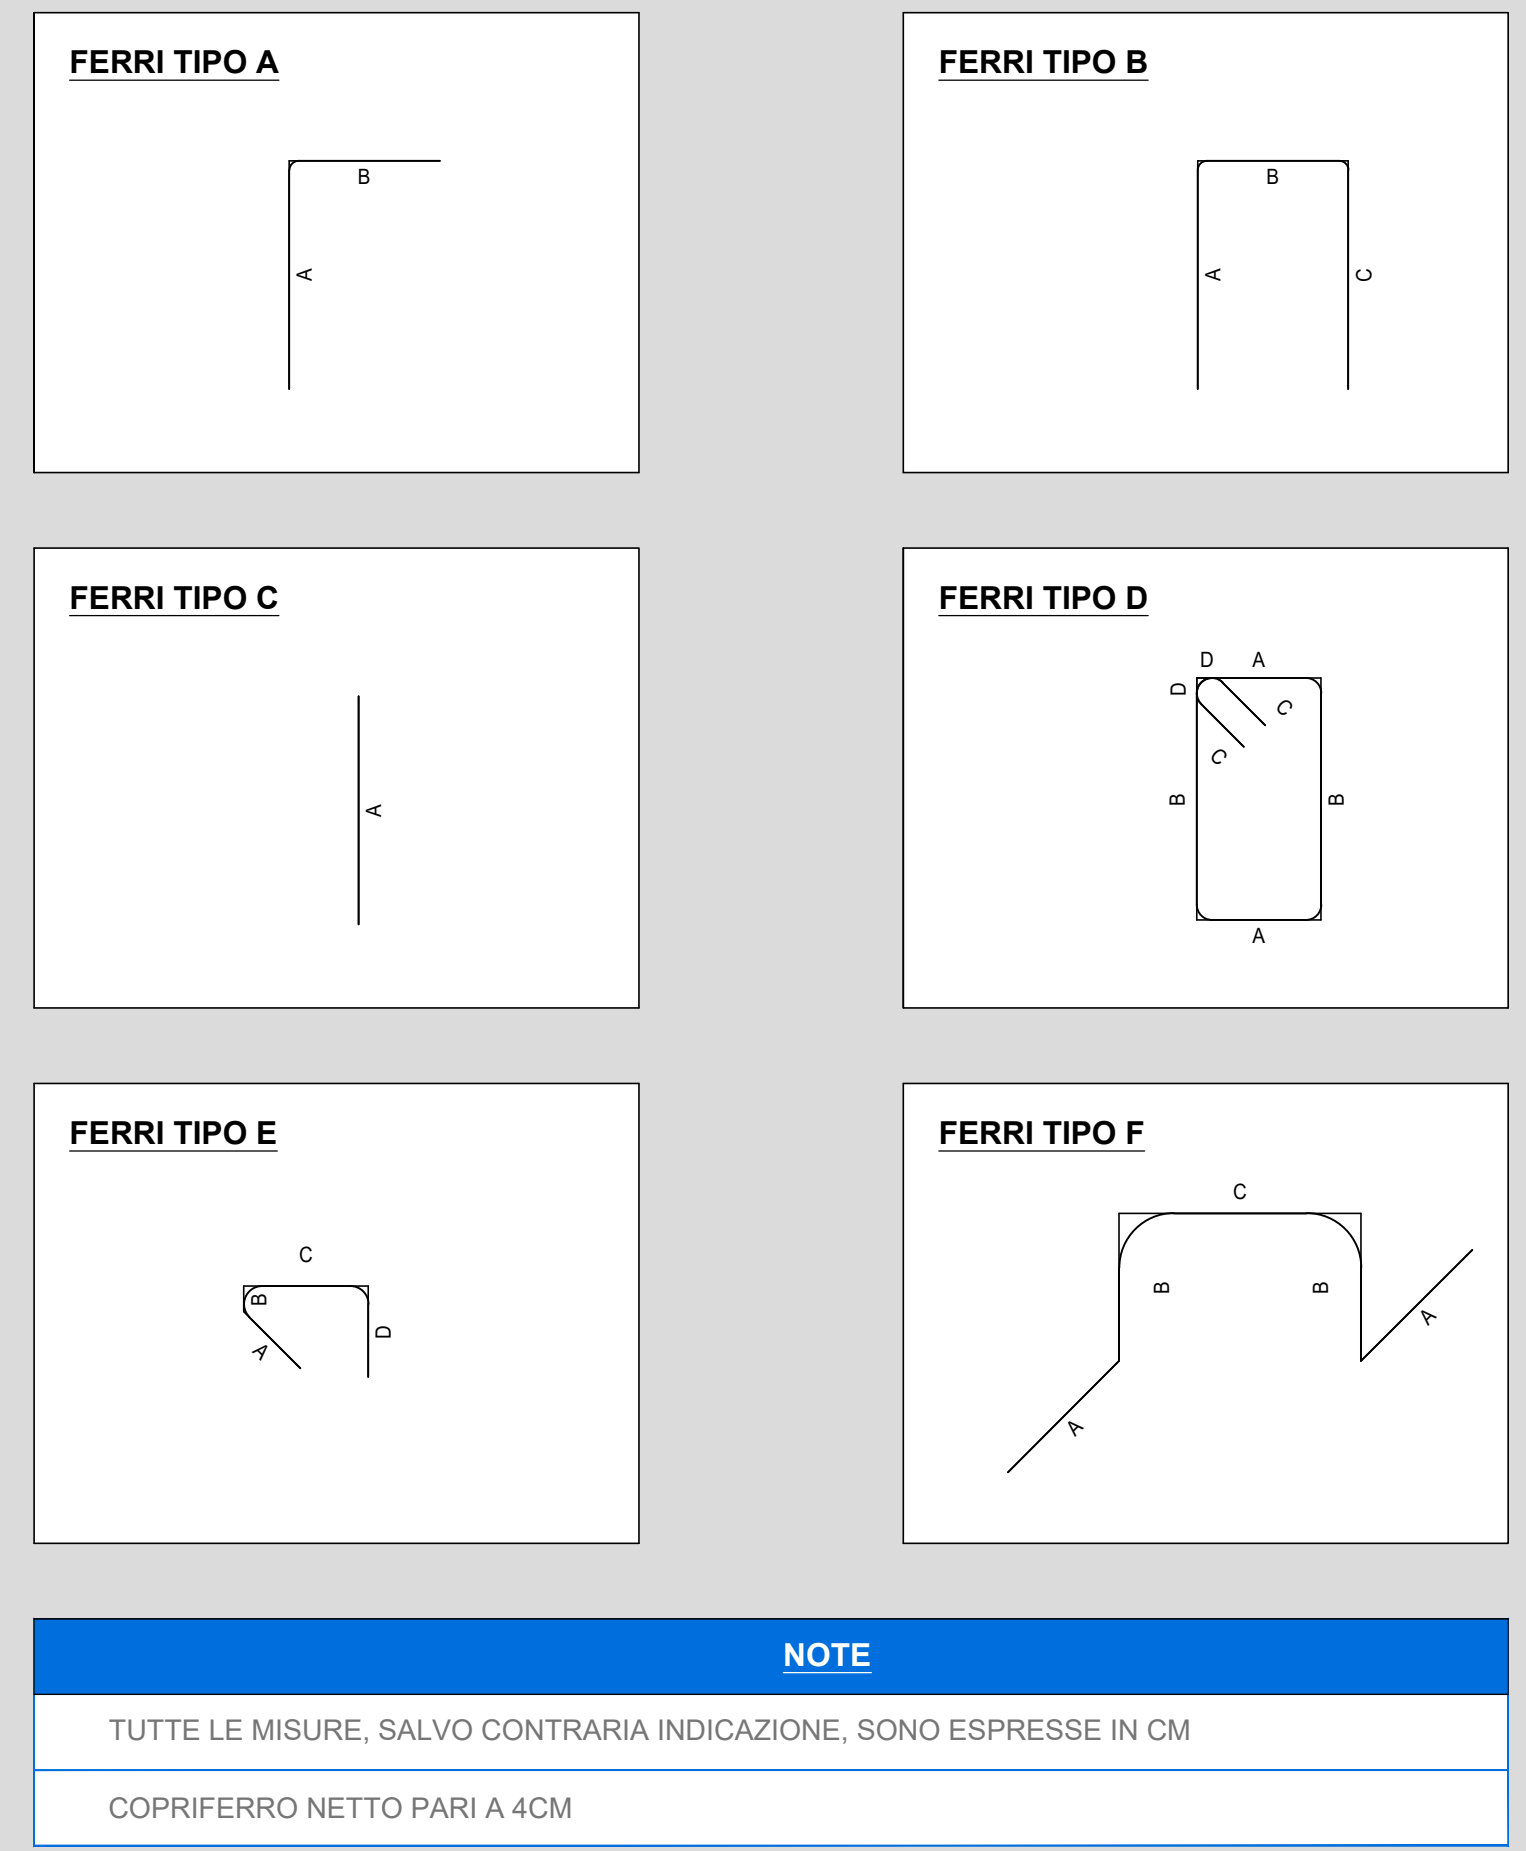 FERRI TIPO A
B
A
FERRI TIPO B
B
A
C
FERRI TIPO C
A
FERRI TIPO D
D A
D
C
C
B
B
A
FERRI TIPO E
C
B
D
A
FERRI TIPO F
C
B
B
A
A
NOTE
TUTTE LE MISURE, SALVO CONTRARIA INDICAZIONE, SONO ESPRESSE IN CM
COPRIFERRO NETTO PARI A 4CM